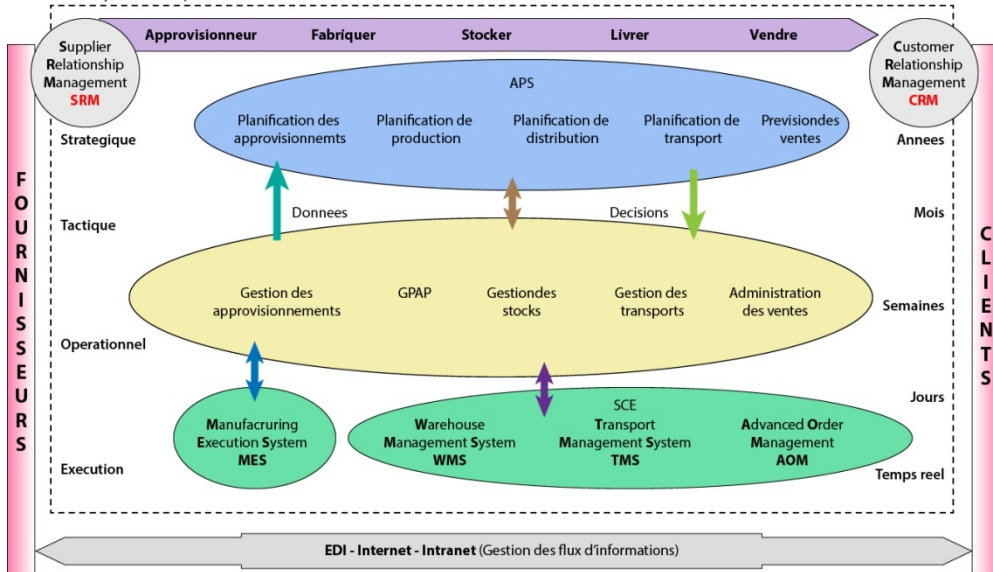 Approvisionneur Fabriquer Stocker Livrer Vendre
Supplier
Relationship
Management
SRM
Customer
Relationship
Management
CRM
APS
Planification des
approvisionnemts
Planification de
production
Planification de
distribution
Planification de
transport
Previsiondes
ventes
Strategique
Annees
Donnees
Decisions
Tactique
Mois
Gestion des
approvisionnements
GPAP
Gestiondes
stocks
Gestion des
transports
Administration
des ventes
Semaines
Operationnel
Jours
Manufacruring
Execution System
MES
SCE
Warehouse
Management System
WMS
Transport
Management System
TMS
Advanced Order
Management
AOM
Execution
Temps reel
FOURNISSEURS
CLIENTS
EDI - Internet - Intranet (Gestion des flux d'informations)